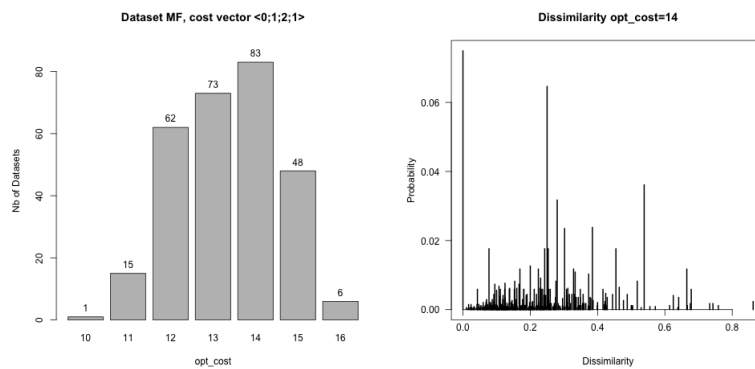 Dataset MF, cost vector <0;1;2;1>
Nb of Datasets
0
20
40
60
80
1
15
62
73
83
48
6
10 11 12 13 14 15 16
opt_cost
Dissimilarity opt_cost=14
Probability
0.00
0.02
0.04
0.06
0.0 0.2 0.4 0.6 0.8
Dissimilarity